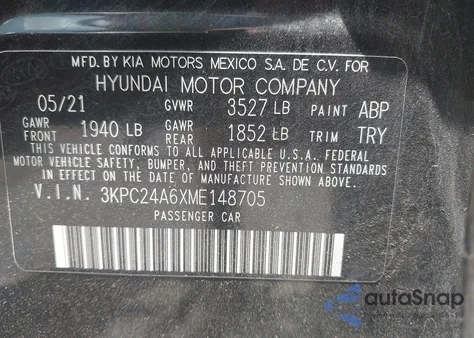 MFD.BY KIA MOTORS MEXICO S.A. DE C.V. FOR
HYUNDAI MOTOR COMPANY
05/21 GVWR 3527 LB PAINT ABP
GAWR FRONT 1940 LB GAWR REAR 1852 LB TRIM TRY
THIS VEHICLE CONFORMS TO ALL APPLICABLE U.S.A. FEDERAL
MOTOR VEHICLE SAFETY, BUMPER, AND THEFT PREVENTION STANDARDS
IN EFFECT ON THE DATE OF MANUFACTURE SHOWN ABOVE.
V.I.N. 3KPC24A6XME148705
PASSENGER CAR
autoSnap
AutoSnap.com